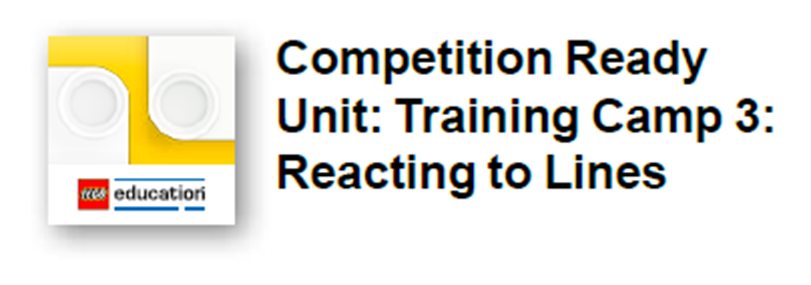 Competition Ready
Unit: Training Camp 3:
Reacting to Lines
education